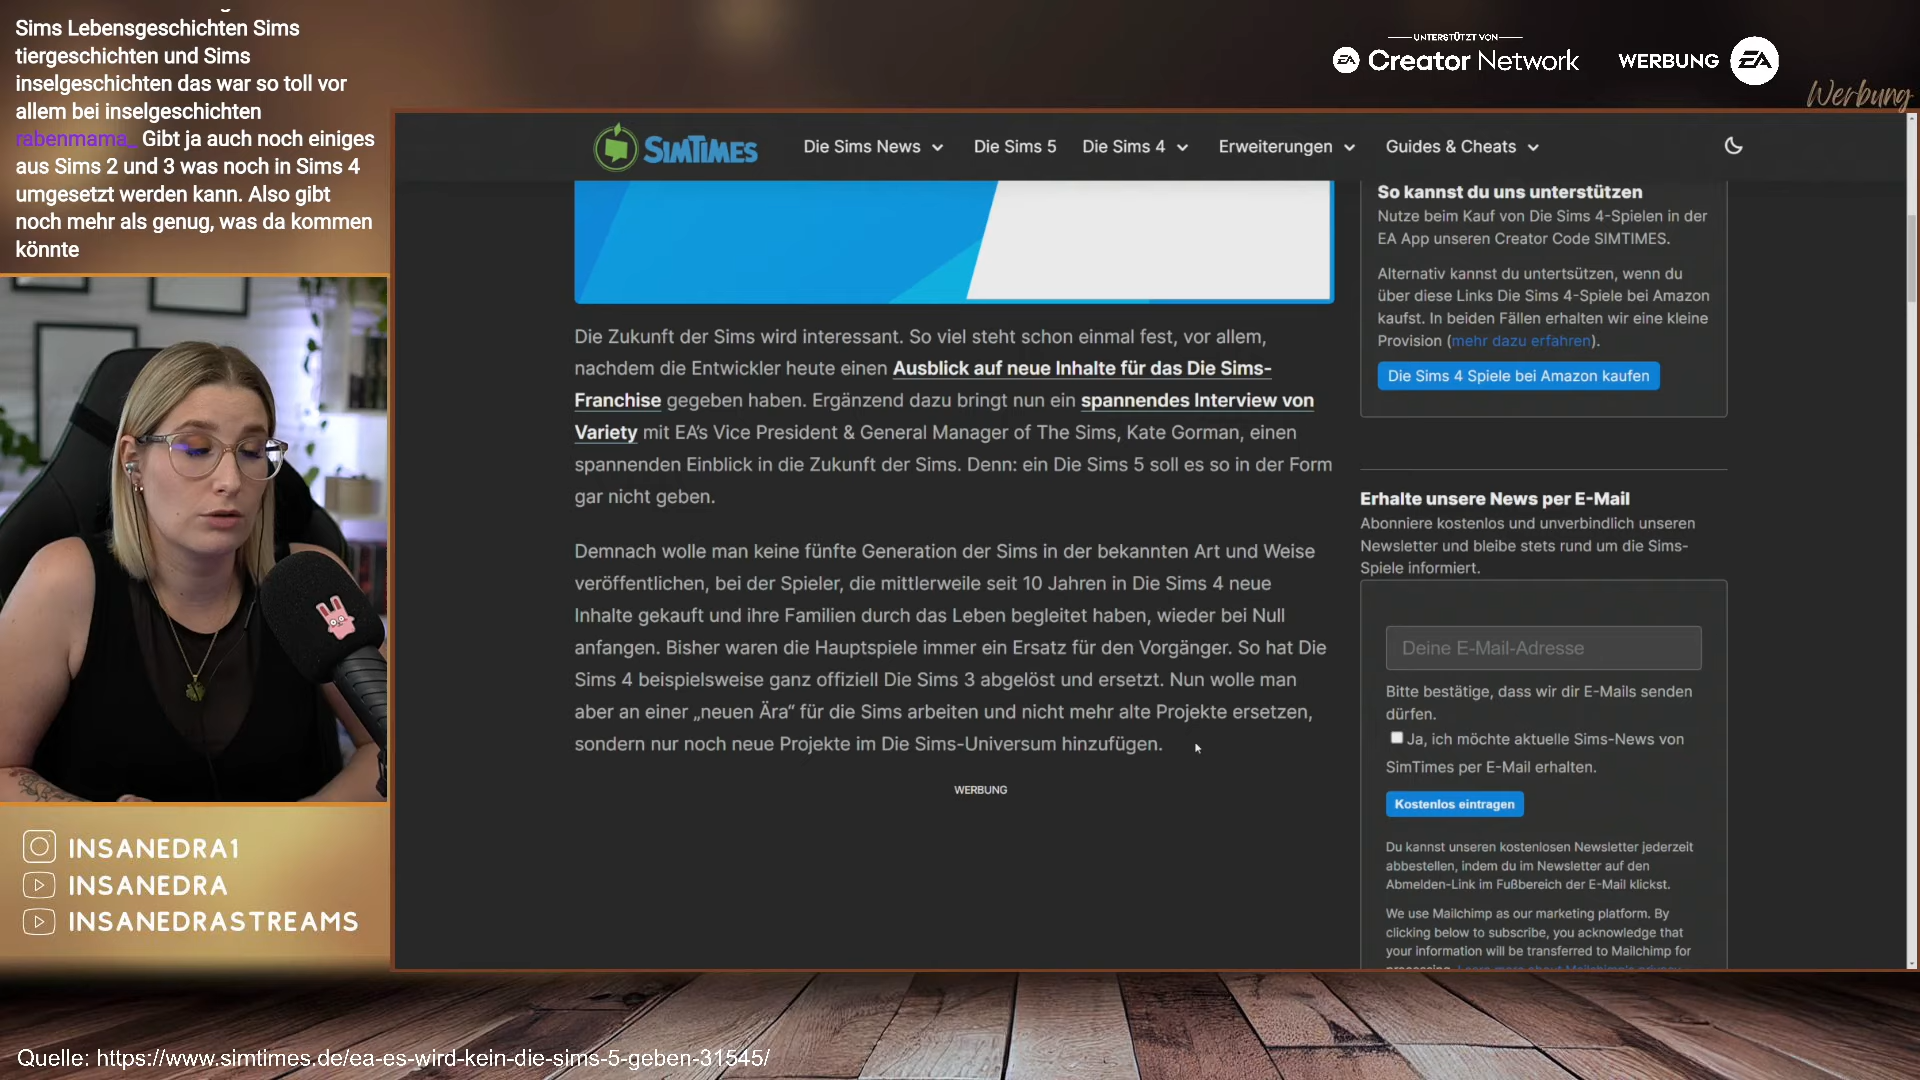 Sims Lebensgeschichten Sims
tiergeschichten und Sims
inselgeschichten das war so toll vor
allem bei inselgeschichten
rabenmama_ Gibt ja auch noch einiges
aus Sims 2 und 3 was noch in Sims 4
umgesetzt werden kann. Also gibt
noch mehr als genug, was da kommen
könnte
UNTERSTÜTZT VON
EA Creator Network
WERBUNG EA
Werbung
SIMTIMES
Die Sims News
Die Sims 5
Die Sims 4
Erweiterungen
Guides & Cheats
Die Zukunft der Sims wird interessant. So viel steht schon einmal fest, vor allem,
nachdem die Entwickler heute einen Ausblick auf neue Inhalte für das Die Sims-
Franchise gegeben haben. Ergänzend dazu bringt nun ein spannendes Interview von
Variety mit EA's Vice President & General Manager of The Sims, Kate Gorman, einen
spannenden Einblick in die Zukunft der Sims. Denn: ein Die Sims 5 soll es so in der Form
gar nicht geben.
Demnach wolle man keine fünfte Generation der Sims in der bekannten Art und Weise
veröffentlichen, bei der Spieler, die mittlerweile seit 10 Jahren in Die Sims 4 neue
Inhalte gekauft und ihre Familien durch das Leben begleitet haben, wieder bei Null
anfangen. Bisher waren die Hauptspiele immer ein Ersatz für den Vorgänger. So hat Die
Sims 4 beispielsweise ganz offiziell Die Sims 3 abgelöst und ersetzt. Nun wolle man
aber an einer „neuen Ära“ für die Sims arbeiten und nicht mehr alte Projekte ersetzen,
sondern nur noch neue Projekte im Die Sims-Universum hinzufügen.
WERBUNG
So kannst du uns unterstützen
Nutze beim Kauf von Die Sims 4-Spielen in der
EA App unseren Creator Code SIMTIMES.
Alternativ kannst du untertsützen, wenn du
über diese Links Die Sims 4-Spiele bei Amazon
kaufst. In beiden Fällen erhalten wir eine kleine
Provision (mehr dazu erfahren).
Die Sims 4 Spiele bei Amazon kaufen
Erhalte unsere News per E-Mail
Abonniere kostenlos und unverbindlich unseren
Newsletter und bleibe stets rund um die Sims-
Spiele informiert.
Deine E-Mail-Adresse
Bitte bestätige, dass wir dir E-Mails senden
dürfen.
Ja, ich möchte aktuelle Sims-News von
SimTimes per E-Mail erhalten.
Kostenlos eintragen
Du kannst unseren kostenlosen Newsletter jederzeit
abbestellen, indem du im Newsletter auf den
Abmelden-Link im Fußbereich der E-Mail klickst.
We use Mailchimp as our marketing platform. By
clicking below to subscribe, you acknowledge that
your information will be transferred to Mailchimp for
INSANEDRA1
INSANEDRA
INSANEDRASTREAMS
Quelle: https://www.simtimes.de/ea-es-wird-kein-die-sims-5-geben-31545/